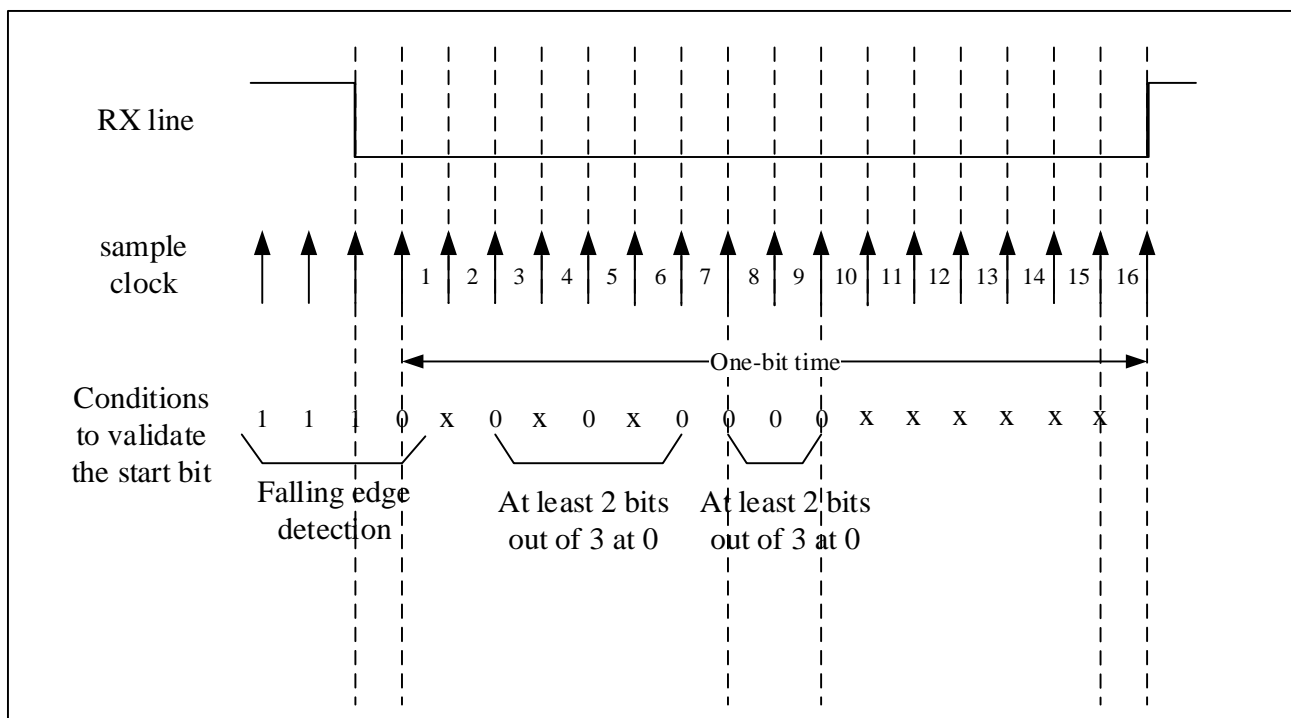 RX line
sample
clock
1 2 3 4 5 6 7 8 9 10 11 12 13 14 15 16
One-bit time
Conditions
to validate
the start bit
1 1 1 0 x 0 x 0 x 0 0 0 0 x x x x x x
Falling edge
detection
At least 2 bits
out of 3 at 0
At least 2 bits
out of 3 at 0